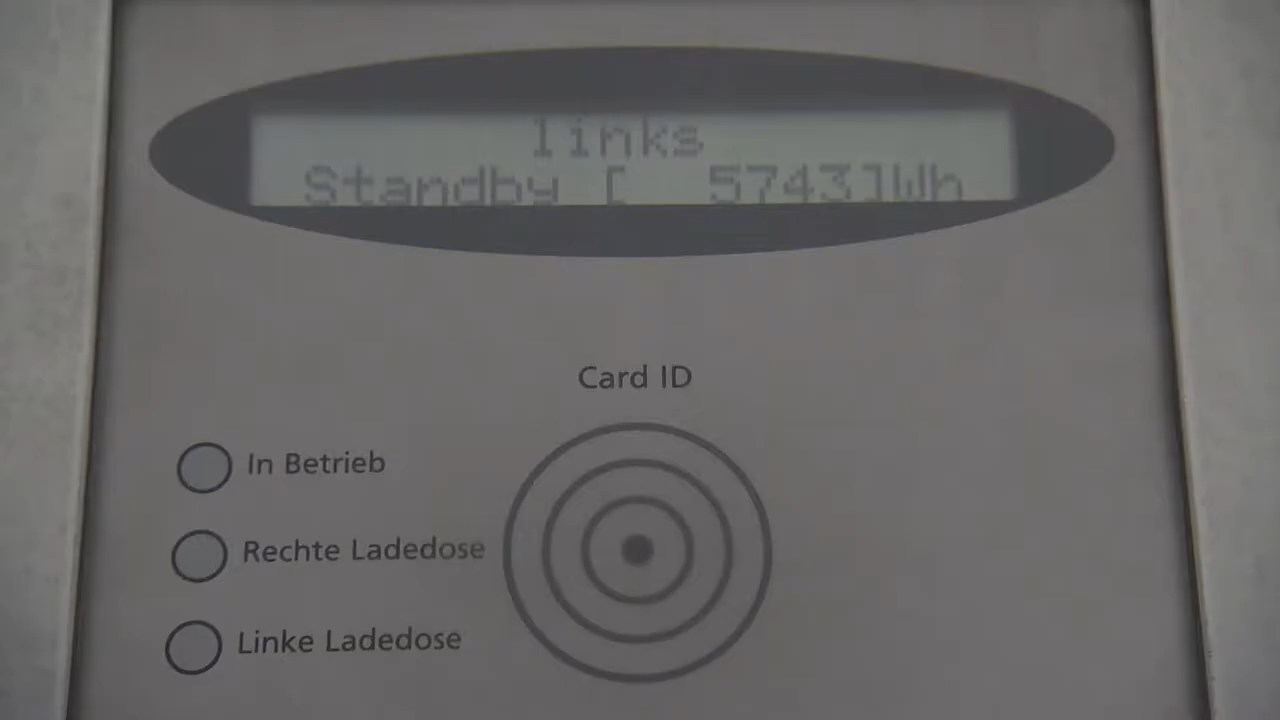 links
Standby [  5743]Wh
Card ID
In Betrieb
Rechte Ladedose
Linke Ladedose